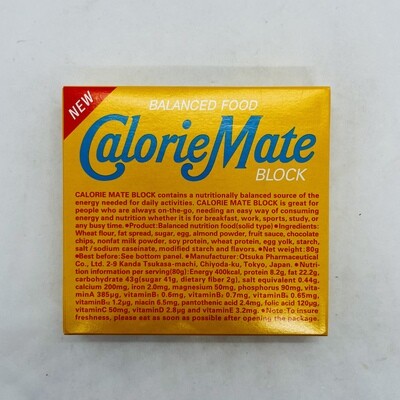 NEW
BALANCED FOOD
CalorieMate
BLOCK
CALORIE MATE BLOCK contains a nutritionally balanced source of the
energy needed for daily activities. CALORIE MATE BLOCK is great for
people who are always on-the-go, needing an easy way of consuming
energy and nutrition whether it is for breakfast, work, sports, study, or
any busy time. ●Product:Balanced nutrition food(solid type) ●Ingredients:
Wheat flour, fat spread, sugar, egg, almond powder, fruit sauce, chocolate
chips, nonfat milk powder, soy protein, wheat protein, egg yolk, starch,
salt / sodium caseinate, modified starch and flavors. ●Net weight: 80g
●Best before: See bottom panel. ●Manufacturer: Otsuka Pharmaceutical
Co., Ltd. 2-9 Kanda Tsukasa-machi, Chiyoda-ku, Tokyo, Japan. ●Nutri-
tion information per serving(80g): Energy 400kcal, protein 8.2g, fat 22.2g,
carbohydrate 43g(sugar 41g, dietary fiber 2g), salt equivalent 0.44g,
calcium 200mg, iron 2.0mg, magnesium 50mg, phosphorus 90mg, vita-
minA 385μg, vitaminB₁ 0.6mg, vitaminB₂ 0.7mg, vitaminB₆ 0.65mg,
vitaminB₁₂ 1.2μg, niacin 6.5mg, pantothenic acid 2.4mg, folic acid 120μg,
vitaminC 50mg, vitaminD 2.8μg and vitaminE 3.2mg. ●Note: To insure
freshness, please eat as soon as possible after opening the package.